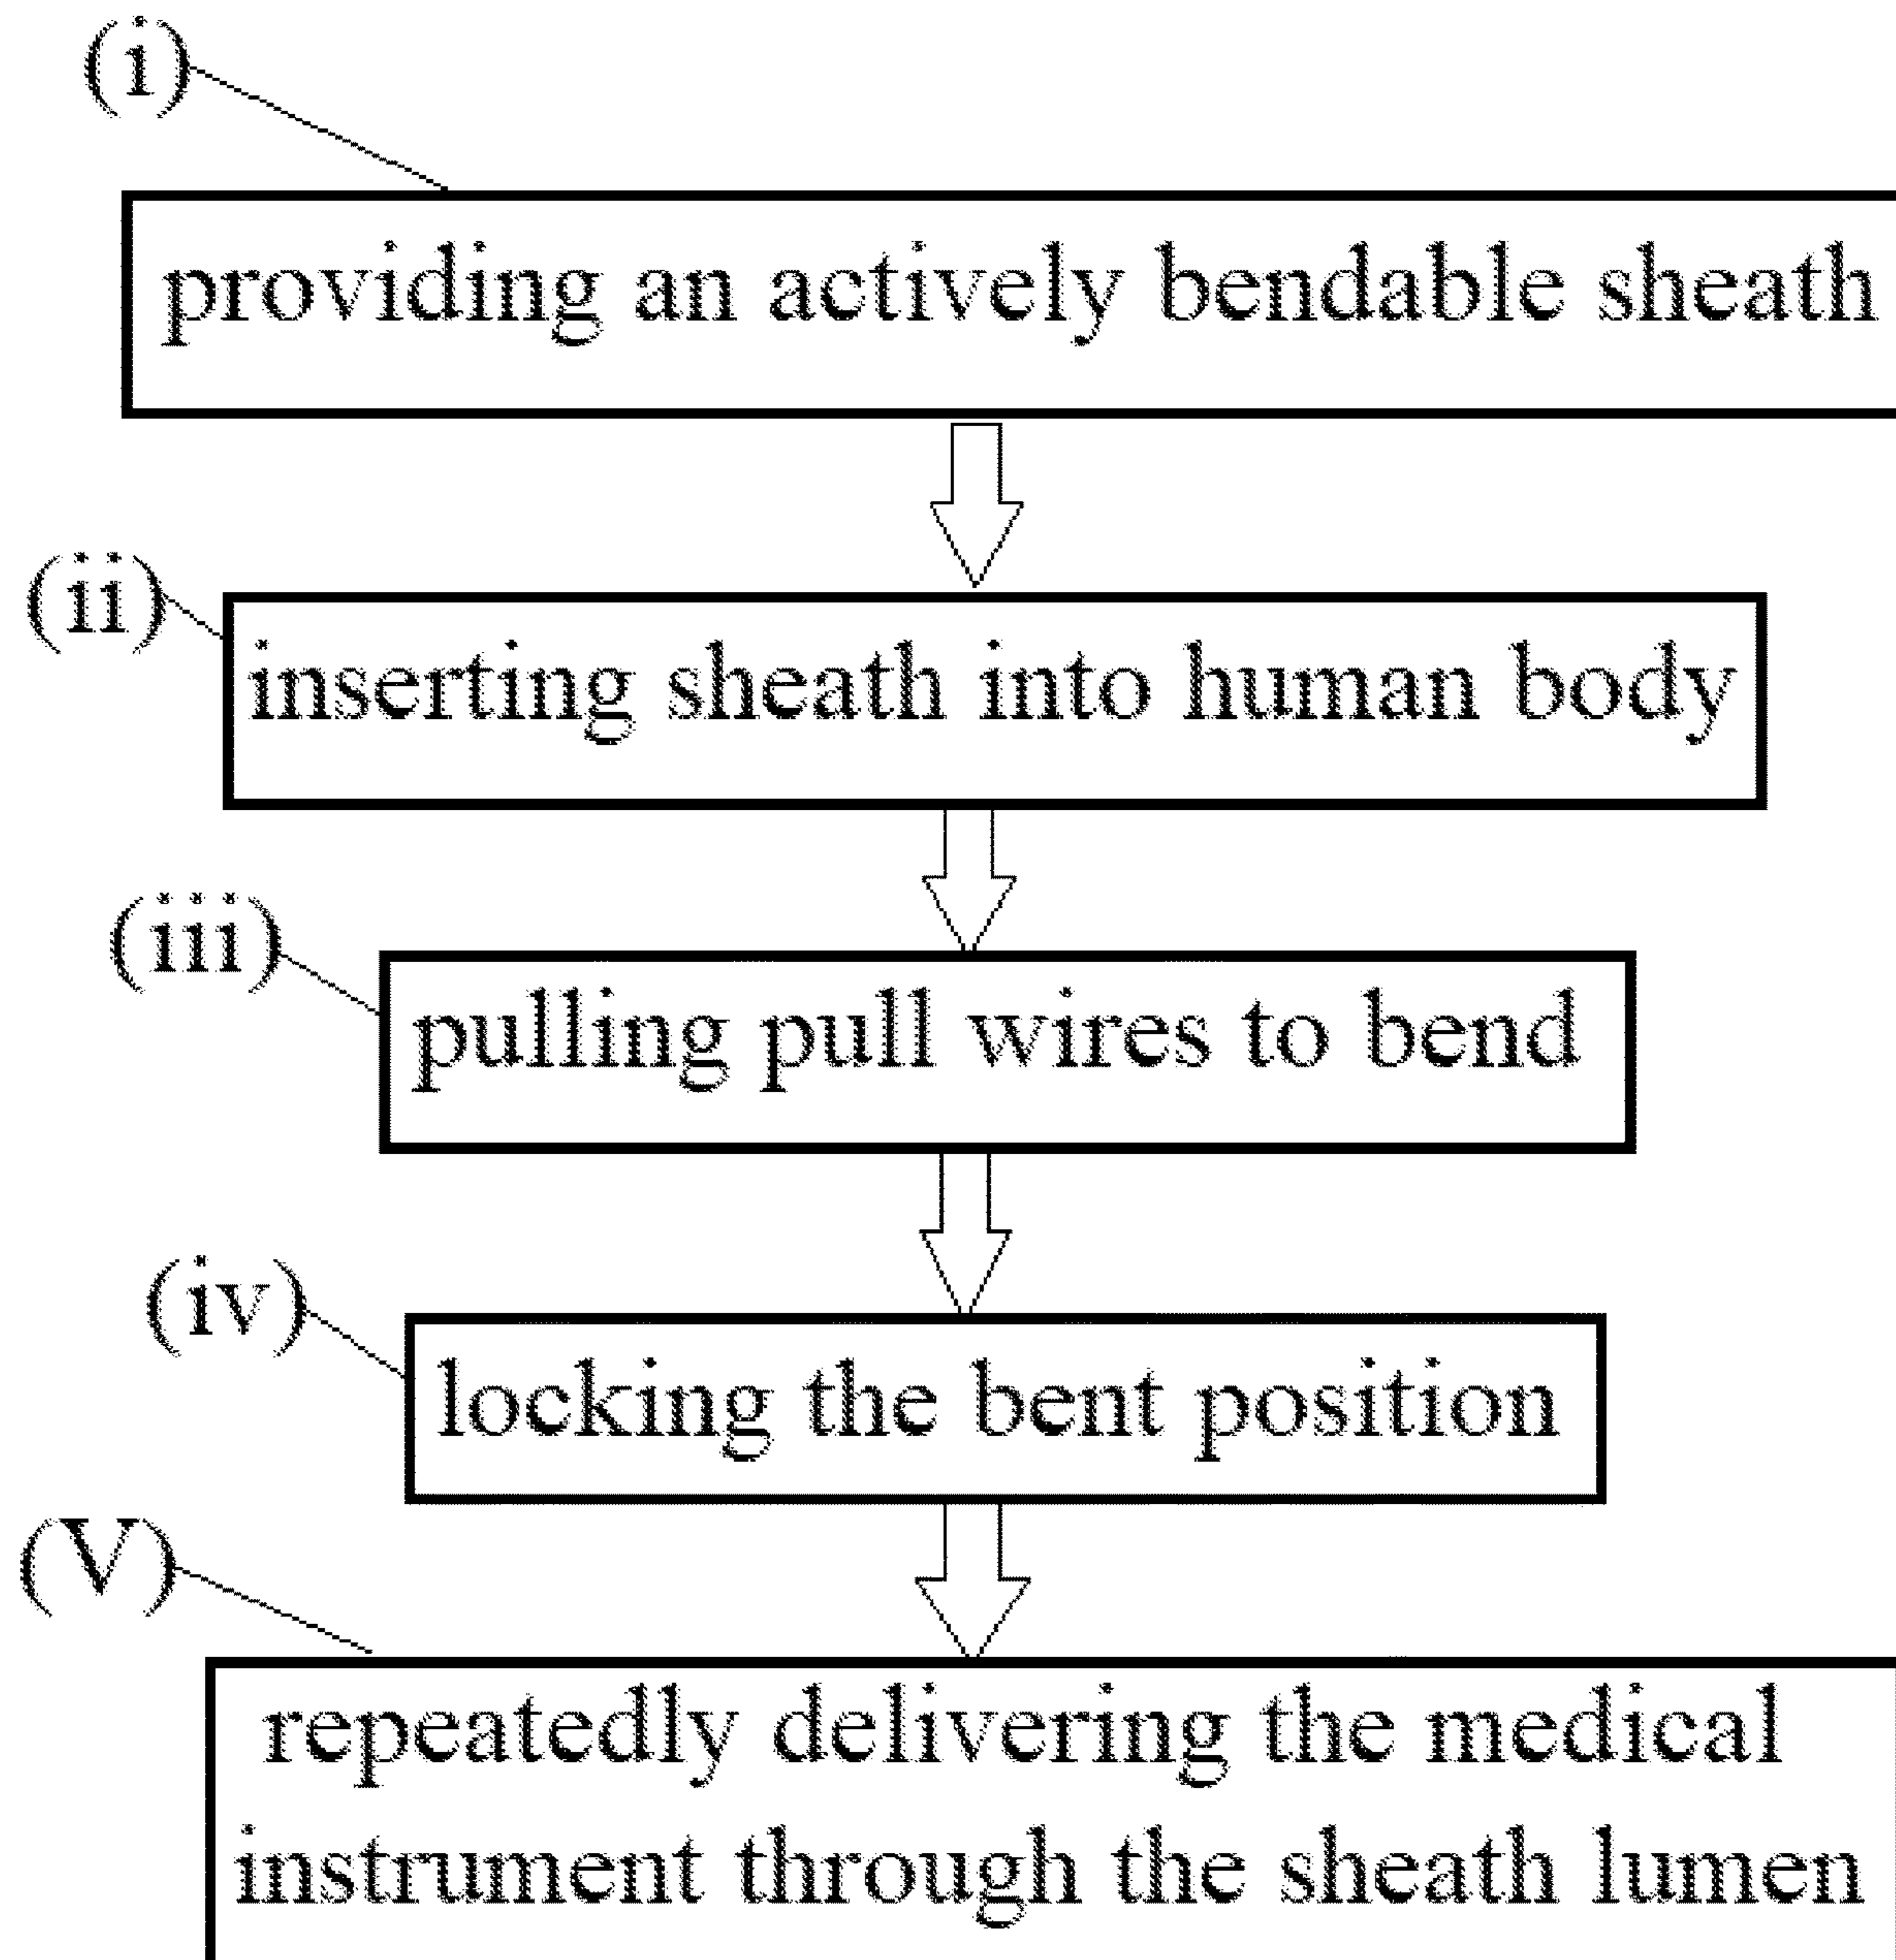 (i)
providing an actively bendable sheath
(ii)
inserting sheath into human body
(iii)
pulling pull wires to bend
(iv)
locking the bent position
(V)
repeatedly delivering the medical
instrument through the sheath lumen